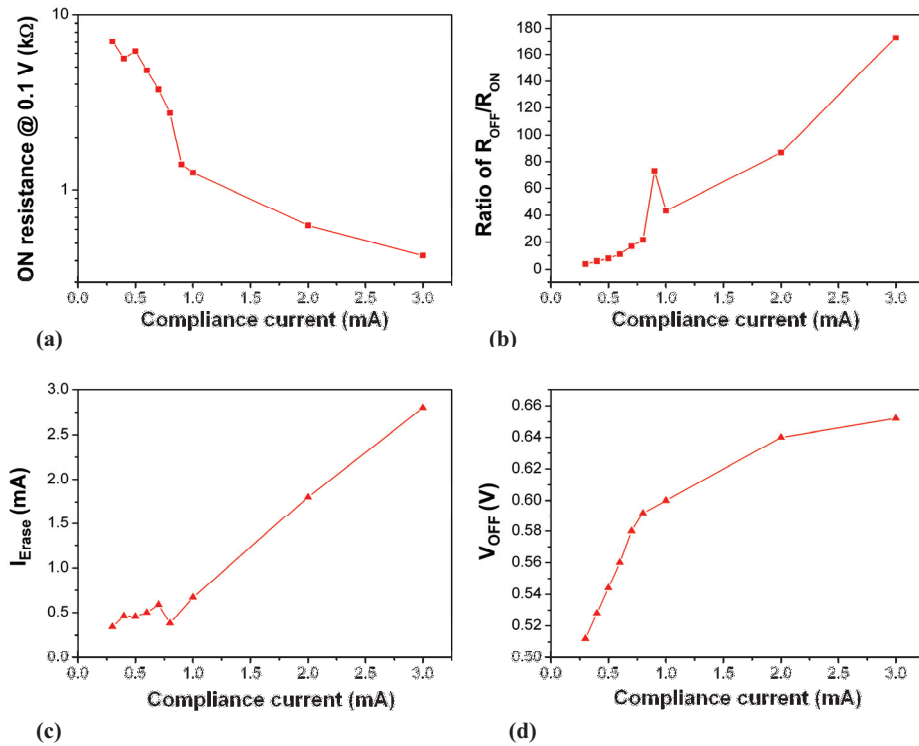 ON resistance @ 0.1 V (kΩ)
10
1
0.0 0.5 1.0 1.5 2.0 2.5 3.0
Compliance current (mA)
(a)
Ratio of R_OFF/R_ON
180
160
140
120
100
80
60
40
20
0
0.0 0.5 1.0 1.5 2.0 2.5 3.0
Compliance current (mA)
(b)
I_Erase (mA)
3.0
2.5
2.0
1.5
1.0
0.5
0.0
0.0 0.5 1.0 1.5 2.0 2.5 3.0
Compliance current (mA)
(c)
V_OFF (V)
0.66
0.64
0.62
0.60
0.58
0.56
0.54
0.52
0.50
0.0 0.5 1.0 1.5 2.0 2.5 3.0
Compliance current (mA)
(d)